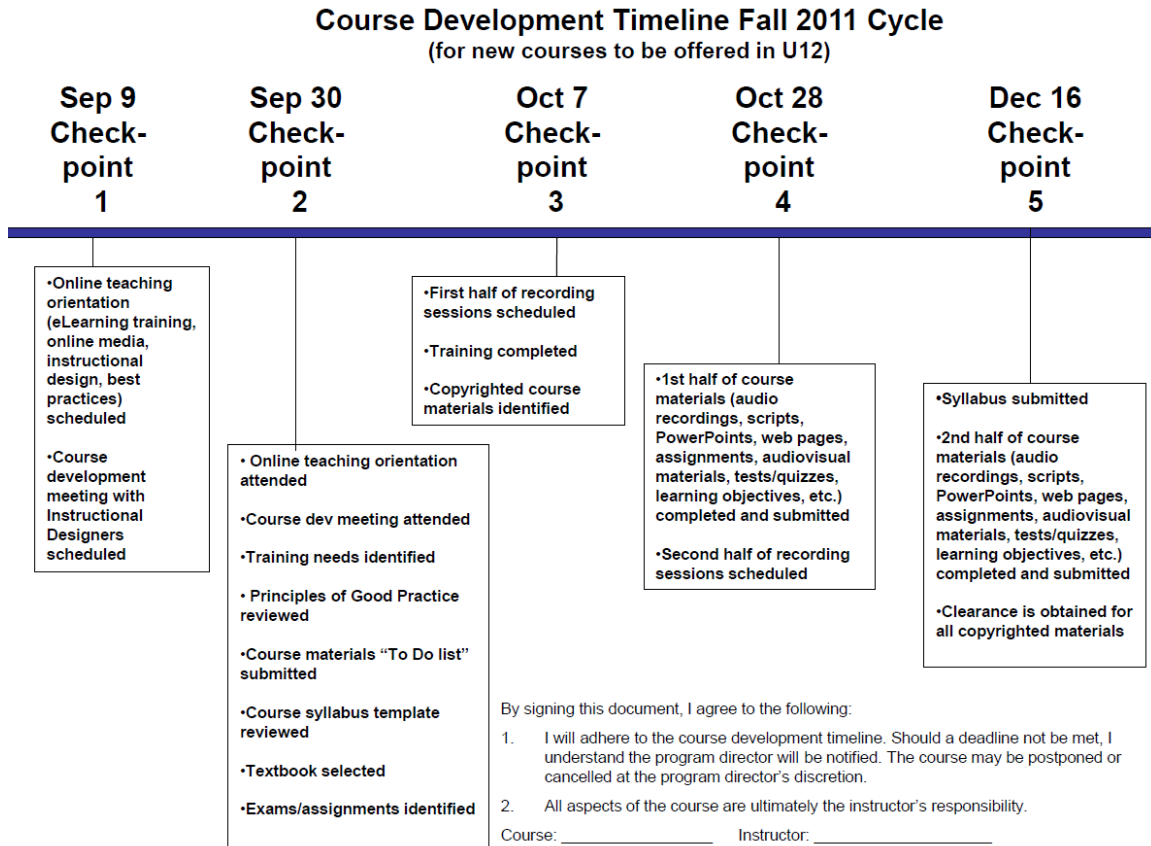 Course Development Timeline Fall 2011 Cycle
(for new courses to be offered in U12)
Sep 9
Check-
point
1
Sep 30
Check-
point
2
Oct 7
Check-
point
3
Oct 28
Check-
point
4
Dec 16
Check-
point
5
•Online teaching
orientation
(eLearning training,
online media,
instructional
design, best
practices)
scheduled
•Course
development
meeting with
Instructional
Designers
scheduled
• Online teaching orientation
attended
•Course dev meeting attended
•Training needs identified
• Principles of Good Practice
reviewed
•Course materials “To Do list”
submitted
•Course syllabus template
reviewed
•Textbook selected
•Exams/assignments identified
•First half of recording
sessions scheduled
•Training completed
•Copyrighted course
materials identified
•1st half of course
materials (audio
recordings, scripts,
PowerPoints, web pages,
assignments, audiovisual
materials, tests/quizzes,
learning objectives, etc.)
completed and submitted
•Second half of recording
sessions scheduled
•Syllabus submitted
•2nd half of course
materials (audio
recordings, scripts,
PowerPoints, web pages,
assignments, audiovisual
materials, tests/quizzes,
learning objectives, etc.)
completed and submitted
•Clearance is obtained for
all copyrighted materials
By signing this document, I agree to the following:
1. I will adhere to the course development timeline. Should a deadline not be met, I
understand the program director will be notified. The course may be postponed or
cancelled at the program director’s discretion.
2. All aspects of the course are ultimately the instructor’s responsibility.
Course: _________________ Instructor: ____________________